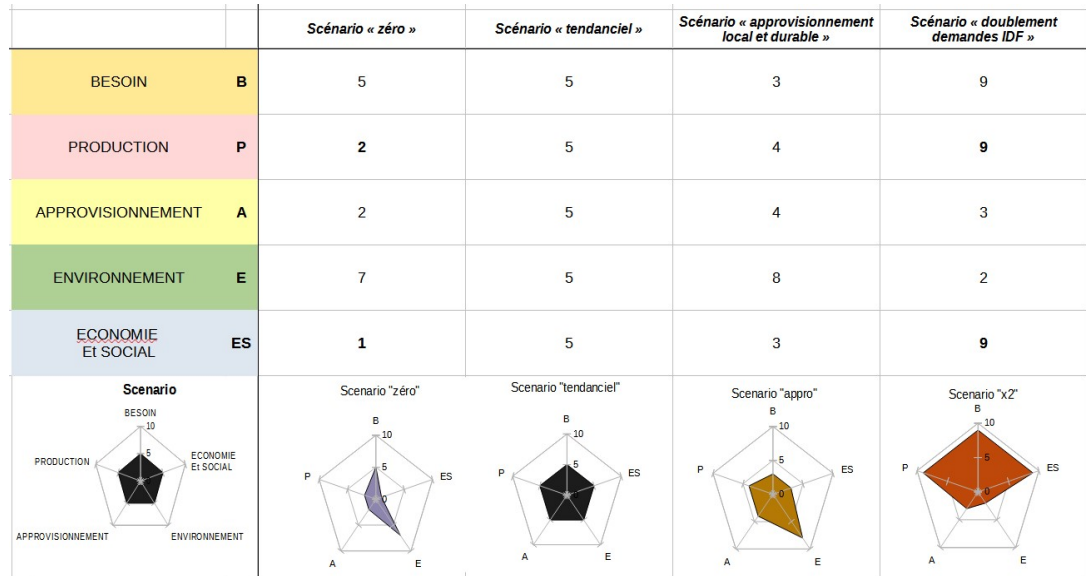 Scénario « zéro »
Scénario « tendanciel »
Scénario « approvisionnement
local et durable »
Scénario « doublement
demandes IDF »
BESOIN B 5 5 3 9
PRODUCTION P 2 5 4 9
APPROVISIONNEMENT A 2 5 4 3
ENVIRONNEMENT E 7 5 8 2
ECONOMIE
Et SOCIAL ES 1 5 3 9
Scenario
BESOIN
10
5
ECONOMIE
Et SOCIAL
PRODUCTION
APPROVISIONNEMENT
ENVIRONNEMENT
Scenario "zéro"
B
10
5
0
P
ES
A
E
Scenario "tendanciel"
B
10
5
0
P
ES
A
E
Scenario "appro"
B
10
5
0
P
ES
A
E
Scenario "x2"
B
10
5
0
P
ES
A
E